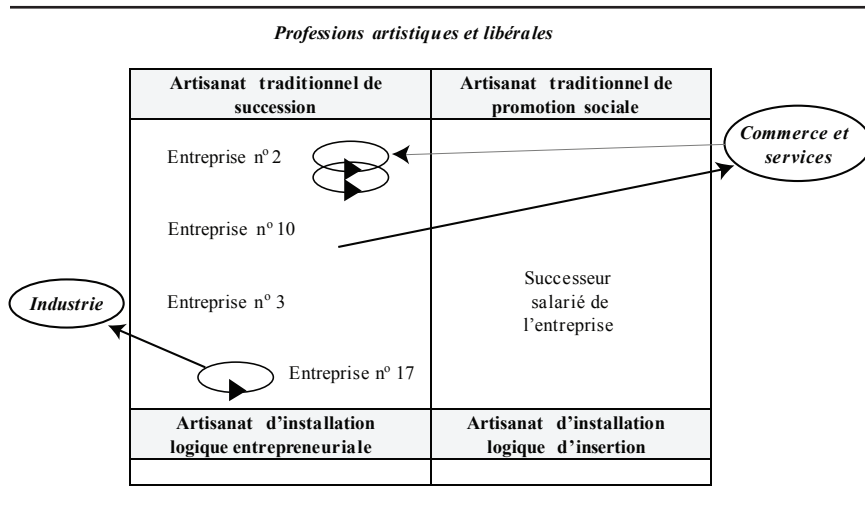 Professions artistiques et libérales
Artisanat traditionnel de
succession
Artisanat traditionnel de
promotion sociale
Commerce et
services
Entreprise nº 2
Entreprise nº 10
Entreprise nº 3
Industrie
Successeur
salarié de
l’entreprise
Entreprise nº 17
Artisanat d’installation
logique entrepreneuriale
Artisanat d’installation
logique d’insertion